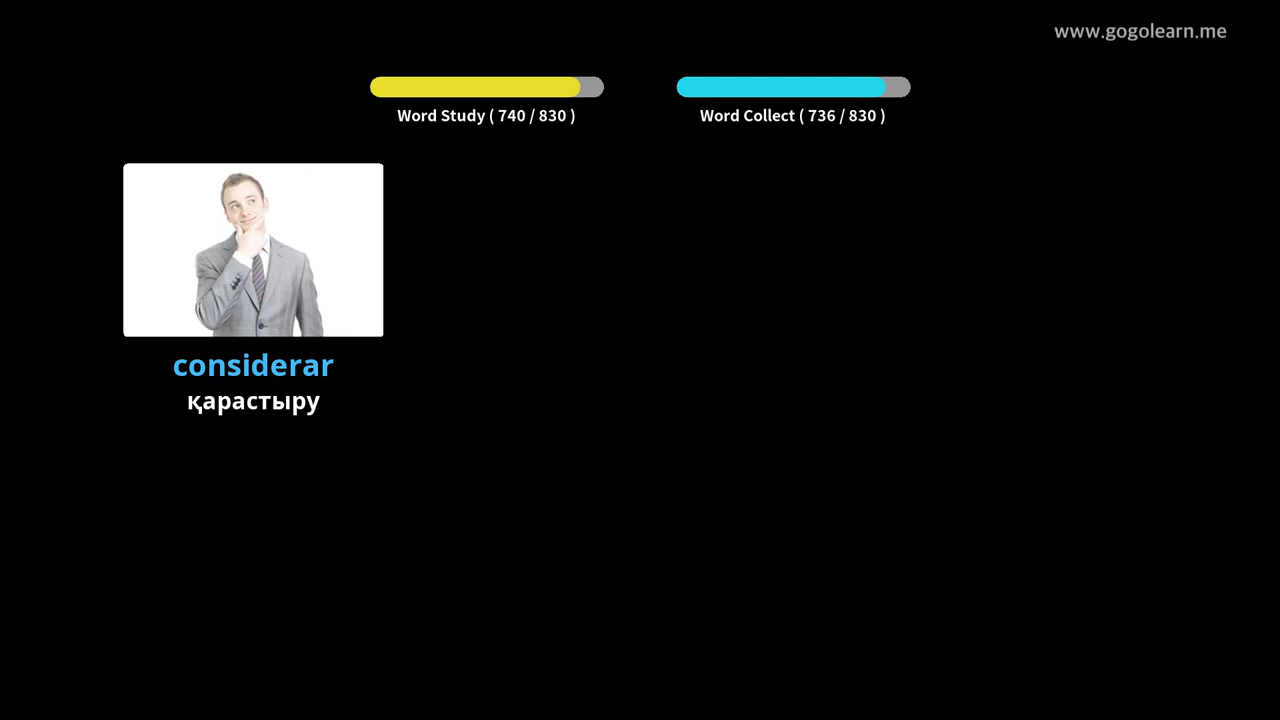 www.gogolearn.me
Word Study ( 740 / 830 )
Word Collect ( 736 / 830 )
considerar
қарастыру